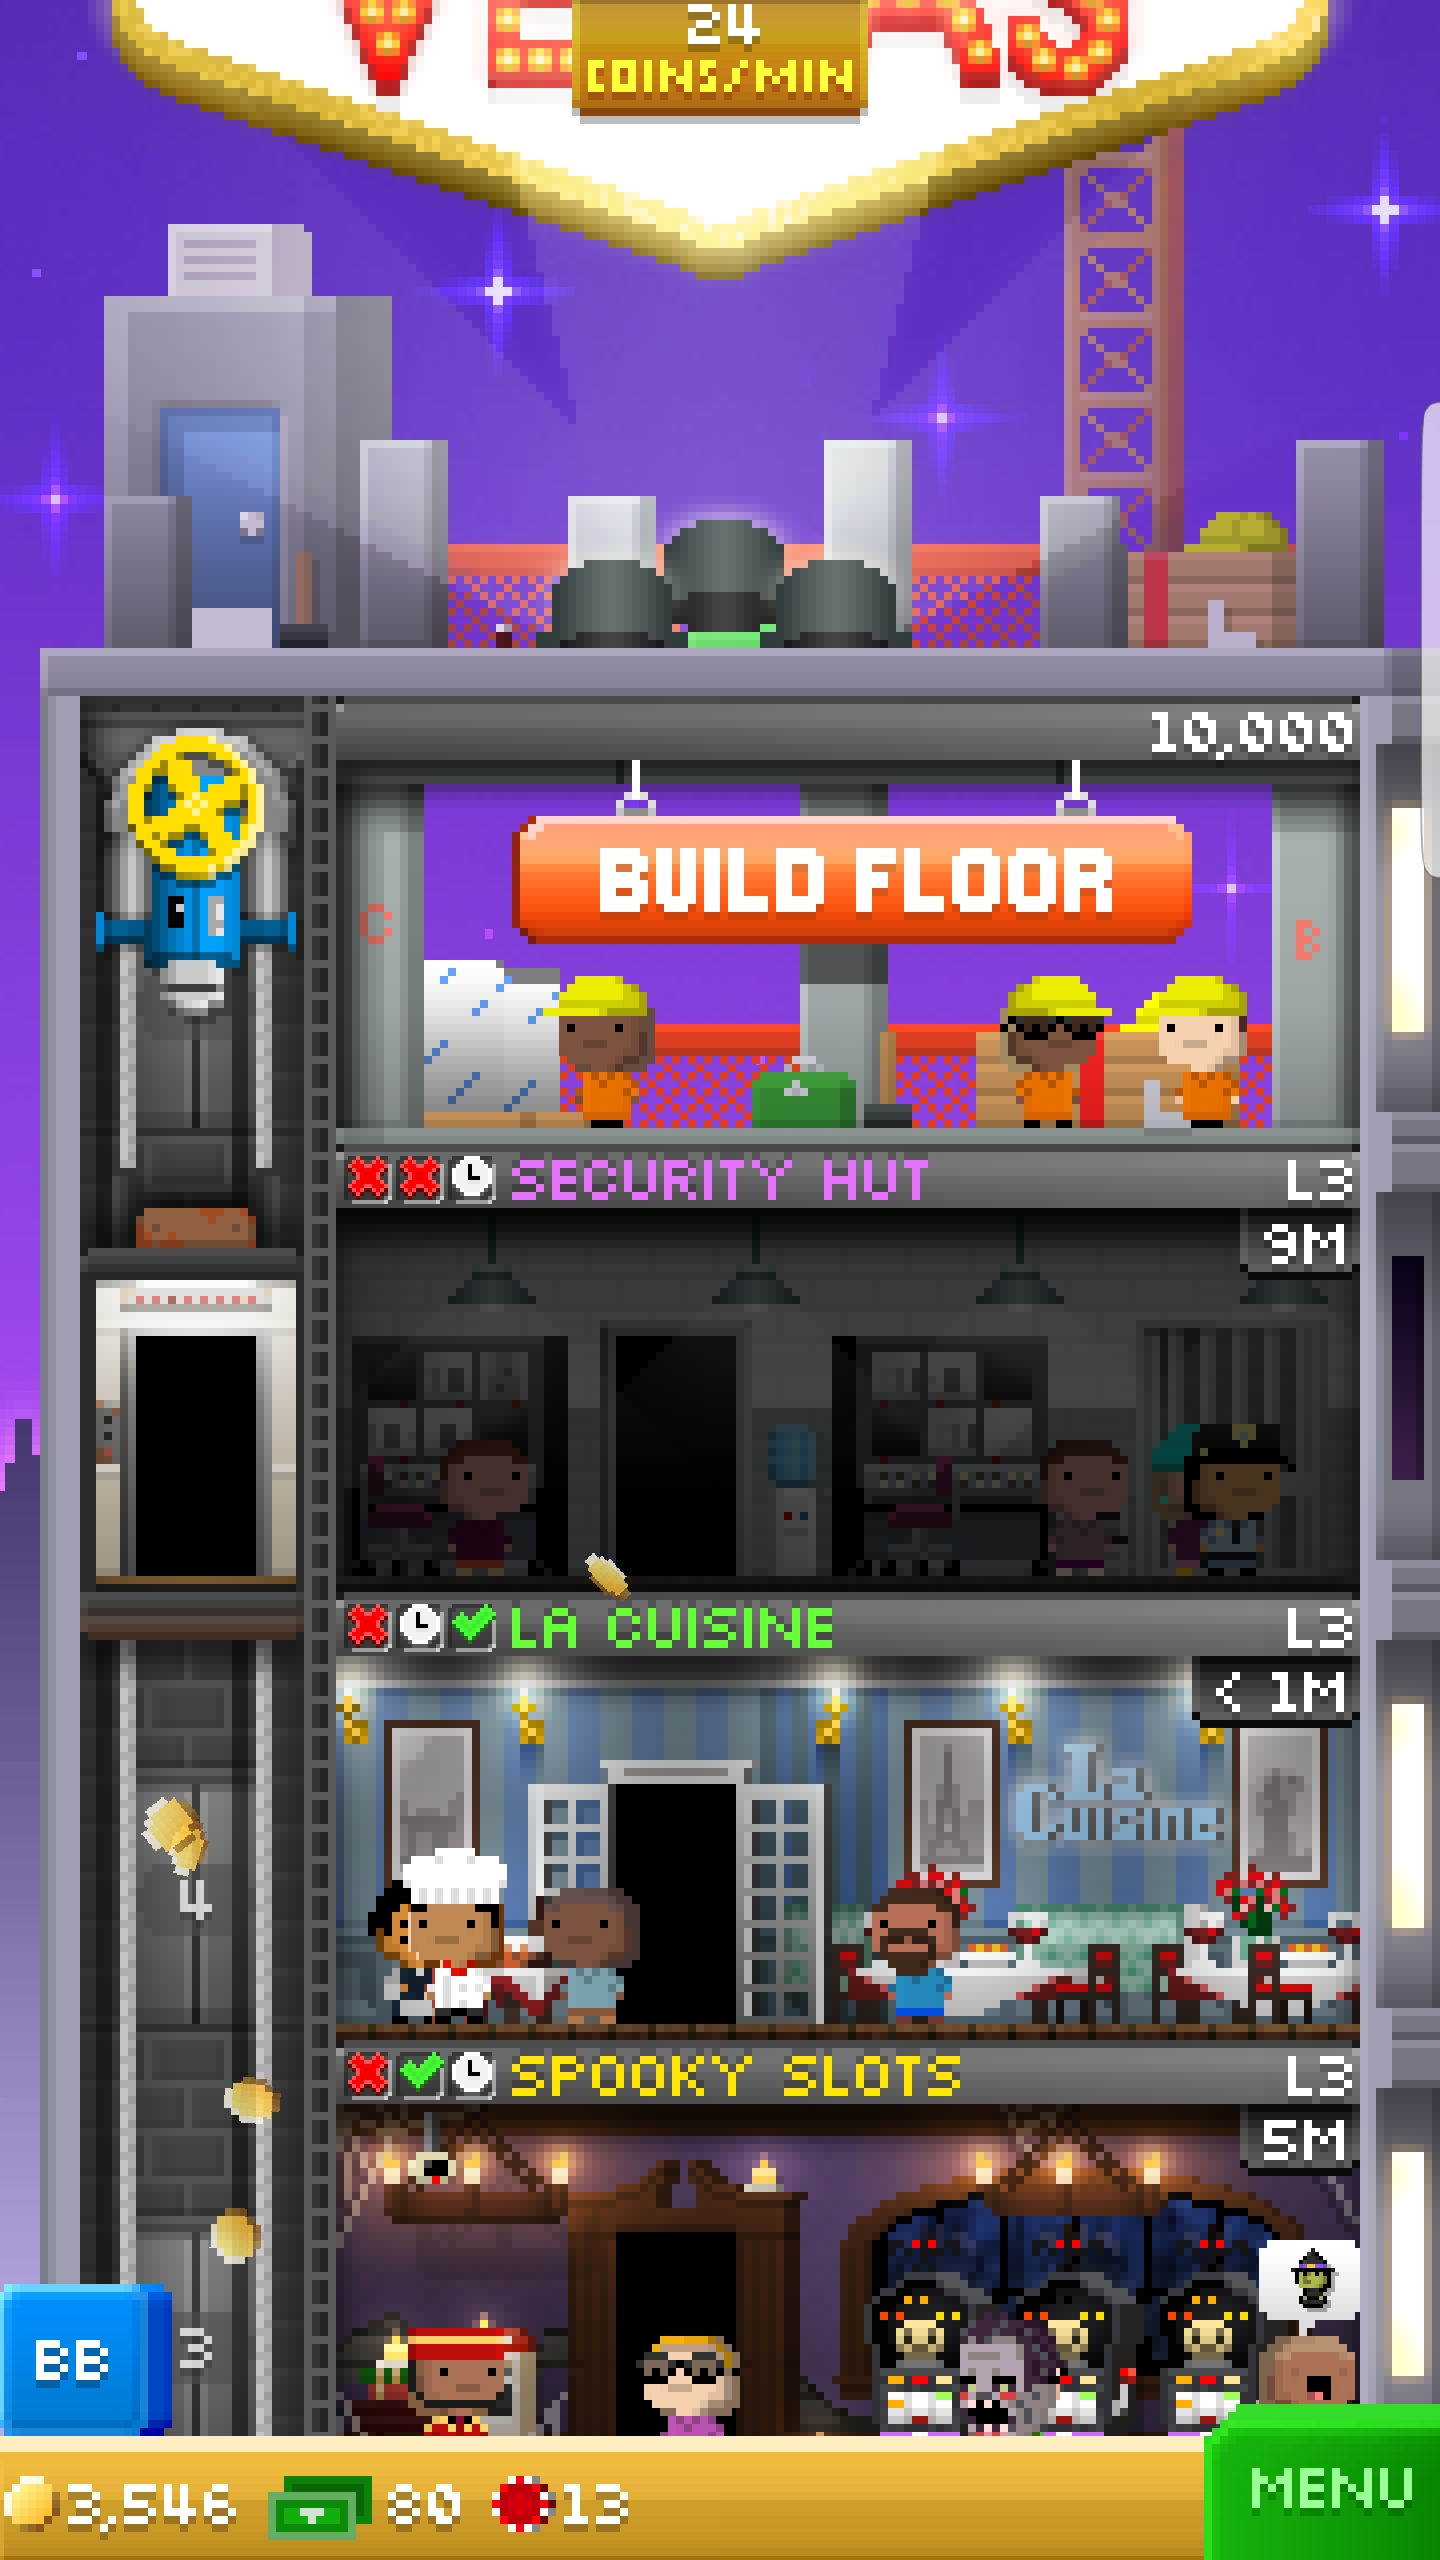 24
COINS/MIN
10,000
BUILD FLOOR
C
B
SECURITY HUT L3
9M
LA CUISINE L3
< 1M
La
Cuisine
4
SPOOKY SLOTS L3
5M
3
BB
3,546 80 13
MENU